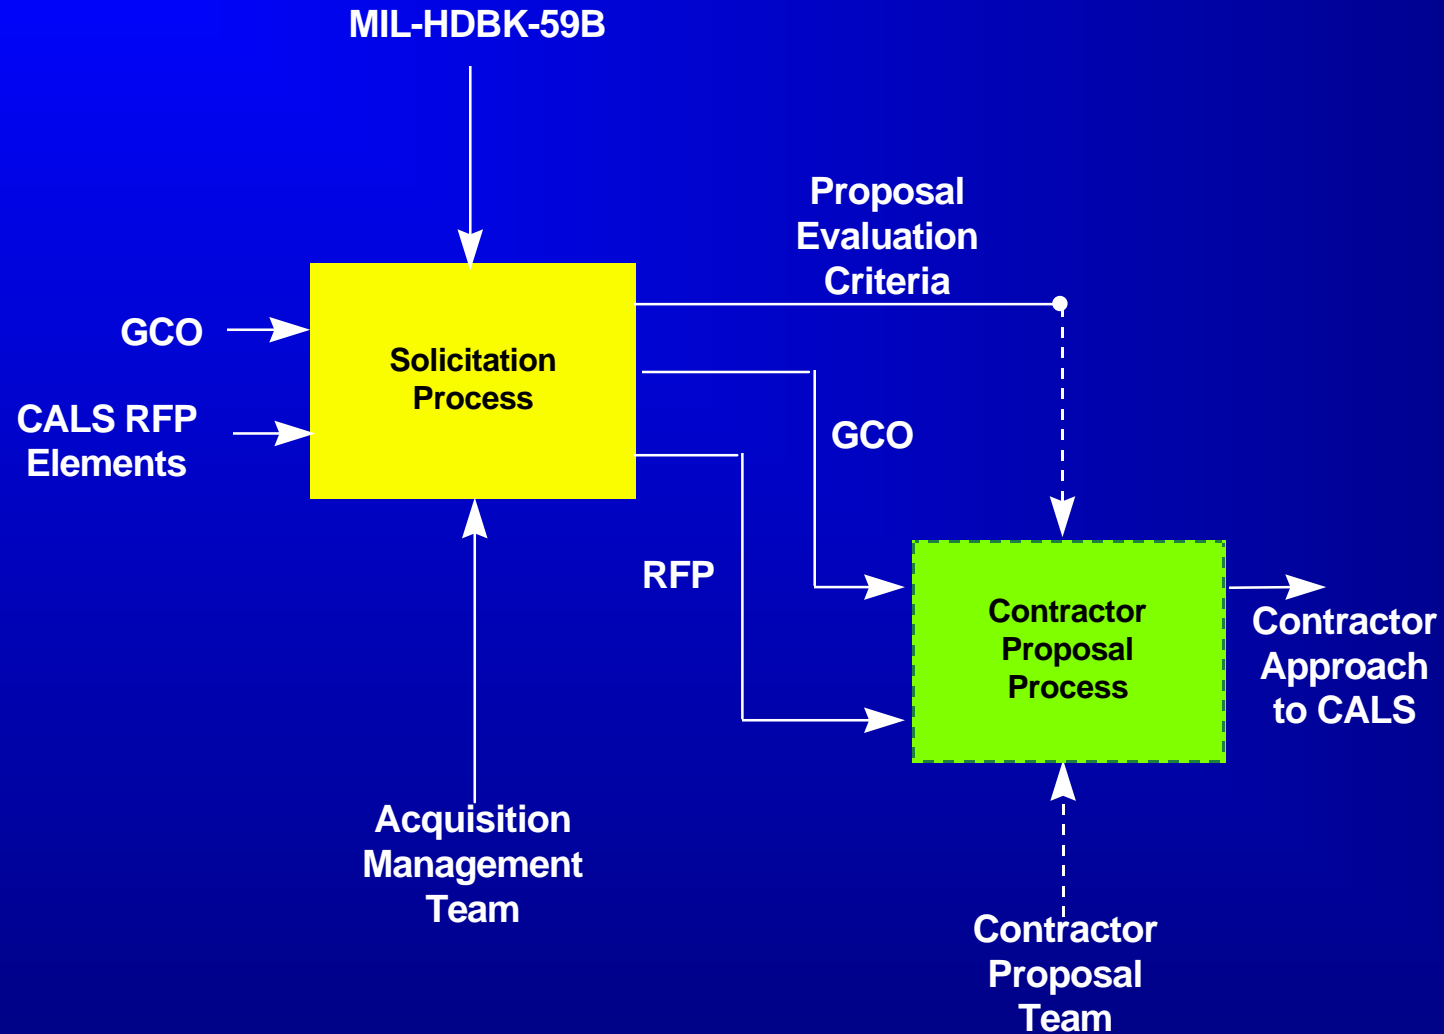 MIL-HDBK-59B
Proposal
Evaluation
Criteria
GCO
CALS RFP
Elements
Solicitation
Process
GCO
RFP
Contractor
Proposal
Process
Contractor
Approach
to CALS
Acquisition
Management
Team
Contractor
Proposal
Team